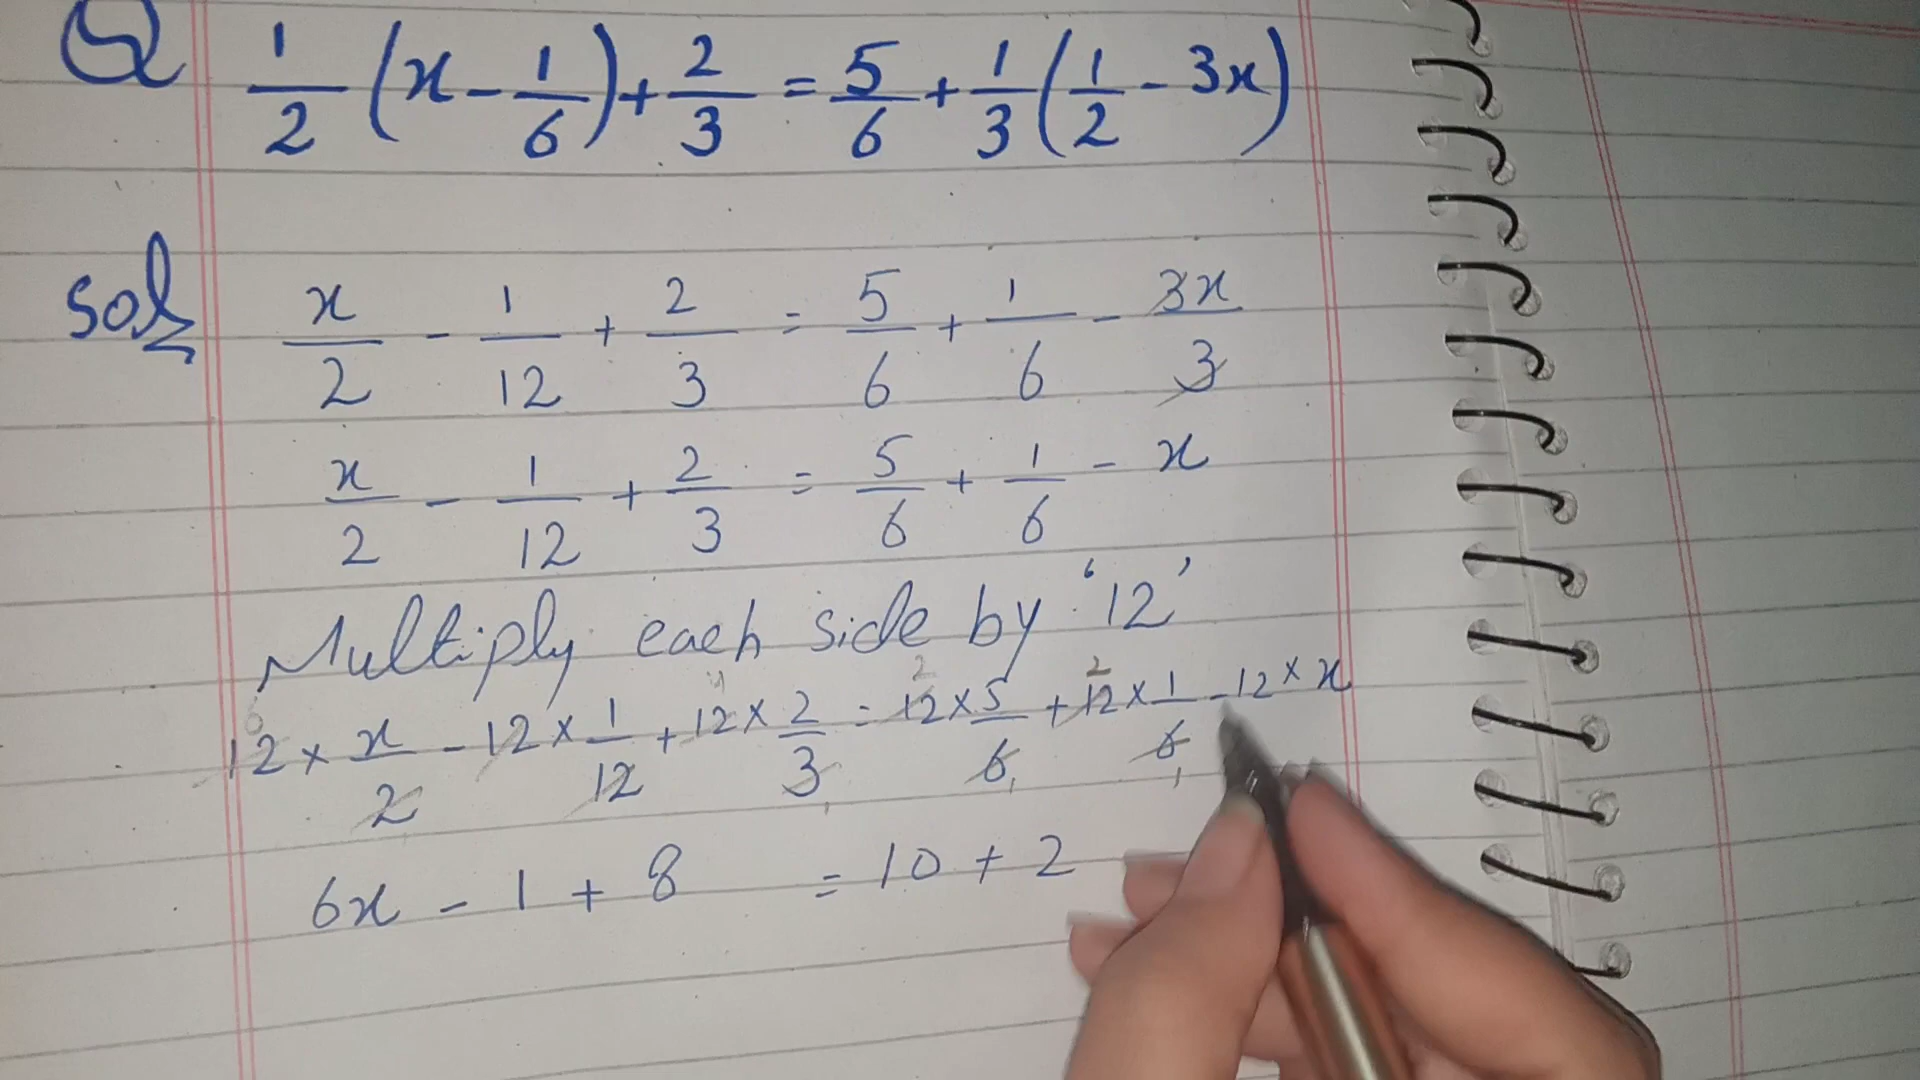 Q 1/2 (x - 1/6) + 2/3 = 5/6 + 1/3 (1/2 - 3x)
Sol x/2 - 1/12 + 2/3 = 5/6 + 1/6 - 3x/3
x/2 - 1/12 + 2/3 = 5/6 + 1/6 - x
Multiply each side by '12'
12 × x/2 - 12 × 1/12 + 12 × 2/3 = 12 × 5/6 + 12 × 1/6 - 12 × x
6x - 1 + 8 = 10 + 2